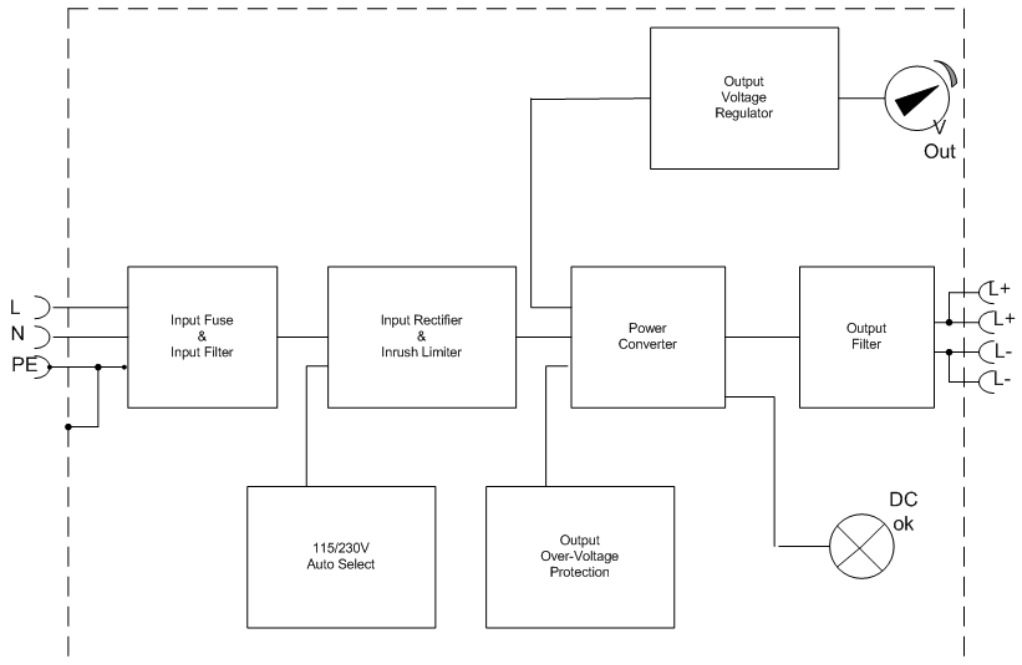 Output
Voltage
Regulator
V
Out
L
N
PE
Input Fuse
&
Input Filter
Input Rectifier
&
Inrush Limiter
Power
Converter
Output
Filter
L+
L+
L-
L-
115/230V
Auto Select
Output
Over-Voltage
Protection
DC
ok